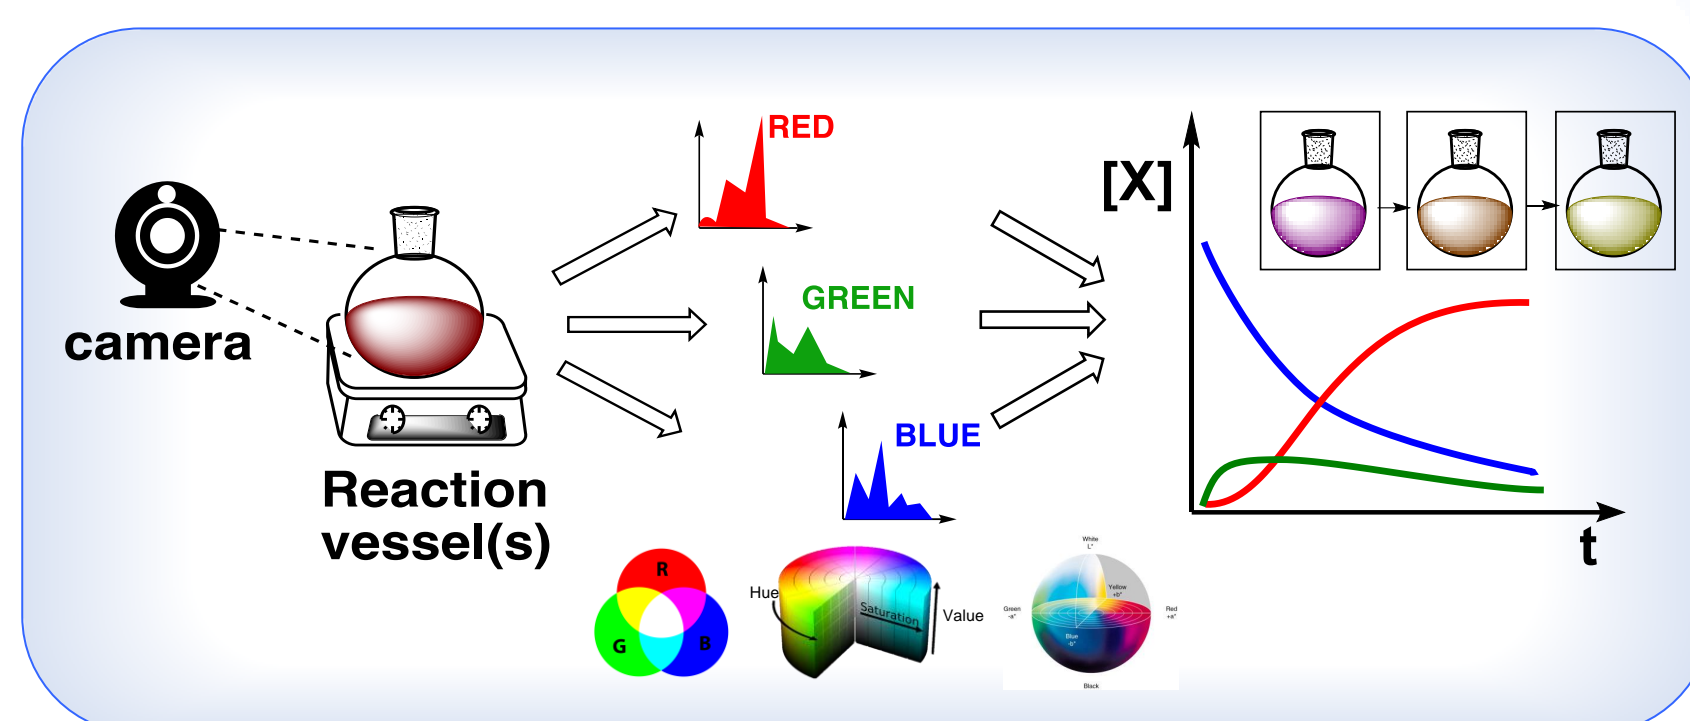 camera
Reaction
vessel(s)
RED
GREEN
BLUE
R
G
B
Hue
Saturation
Value
White
L*
Yellow
+b*
Green
-a*
Red
+a*
Blue
-b*
Black
[X]
t